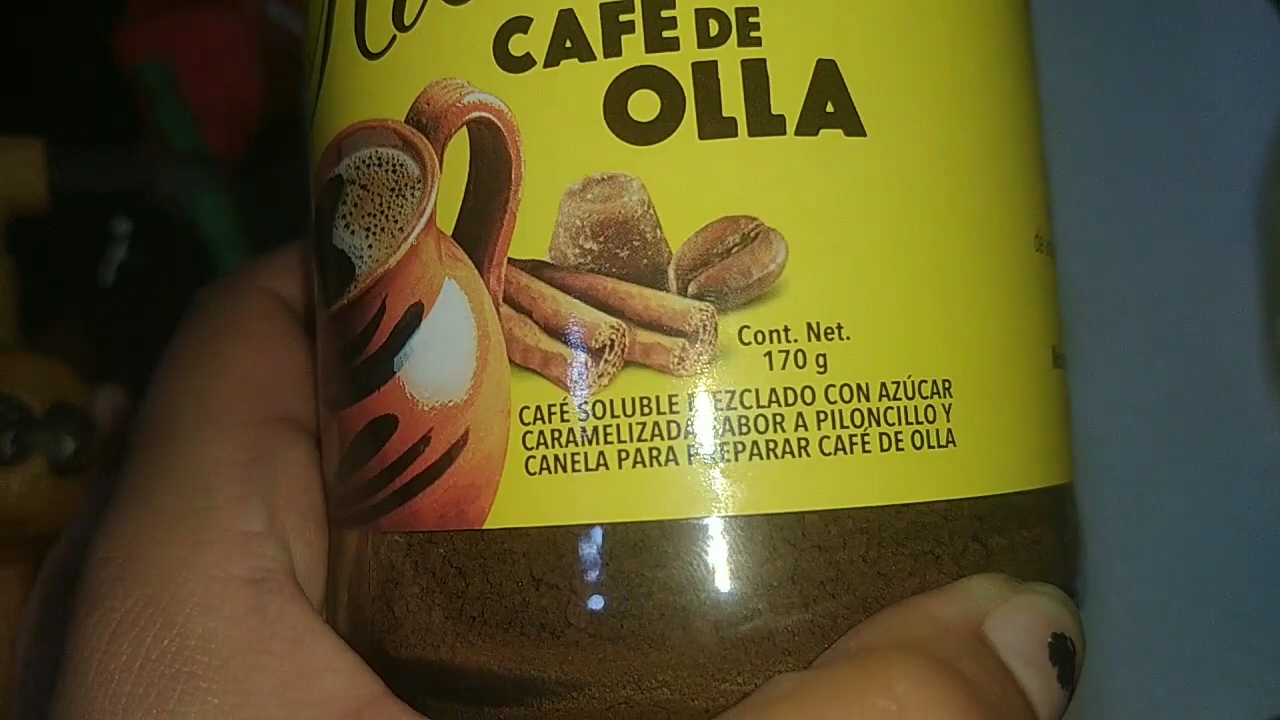 CAFÉ DE
OLLA
Cont. Net.
170 g
CAFÉ SOLUBLE MEZCLADO CON AZÚCAR
CARAMELIZADA SABOR A PILONCILLO Y
CANELA PARA PREPARAR CAFÉ DE OLLA